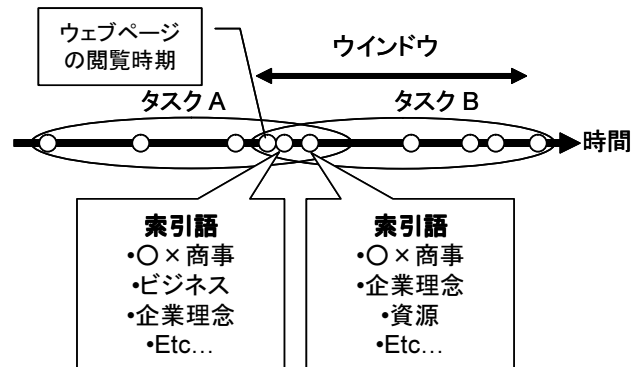 ウェブページ
の閲覧時期
ウインドウ
タスク A
タスク B
時間
索引語
•○×商事
•ビジネス
•企業理念
•Etc…
索引語
•○×商事
•企業理念
•資源
•Etc…